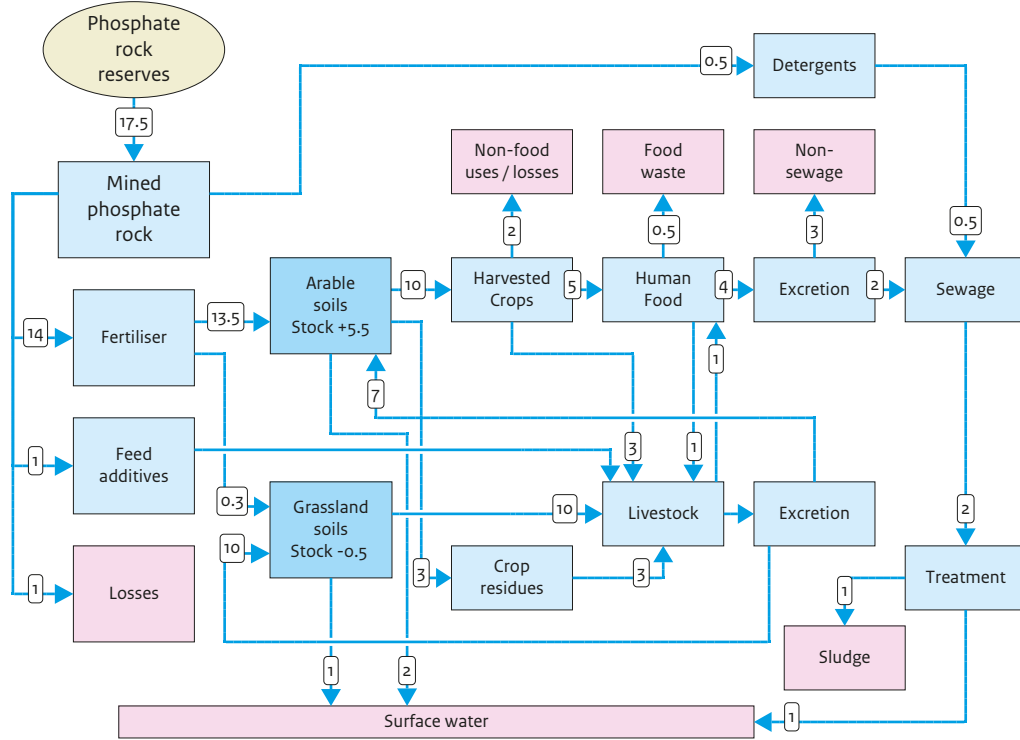 Phosphate
rock
reserves
17.5
Mined
phosphate
rock
0.5
Detergents
Non-food
uses / losses
Food
waste
Non-
sewage
2
0.5
3
0.5
14
Fertiliser
13.5
Arable
soils
Stock +5.5
10
Harvested
Crops
5
Human
Food
4
Excretion
2
Sewage
7
1
1
Feed
additives
3
1
0.3
Grassland
soils
Stock -0.5
10
10
Livestock
Excretion
2
1
Losses
3
Crop
residues
3
Treatment
1
Sludge
1
2
Surface water
1